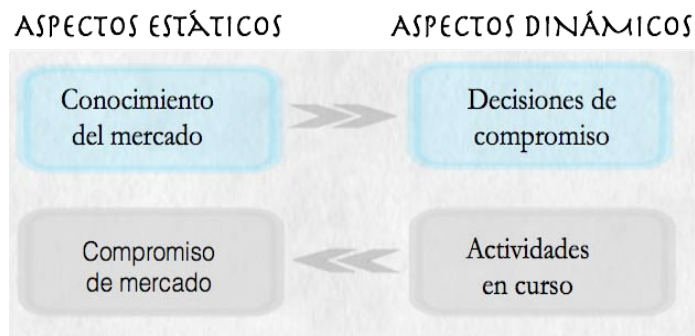 ASPECTOS ESTÁTICOS
ASPECTOS DINÁMICOS
Conocimiento
del mercado
Decisiones de
compromiso
Compromiso
de mercado
Actividades
en curso